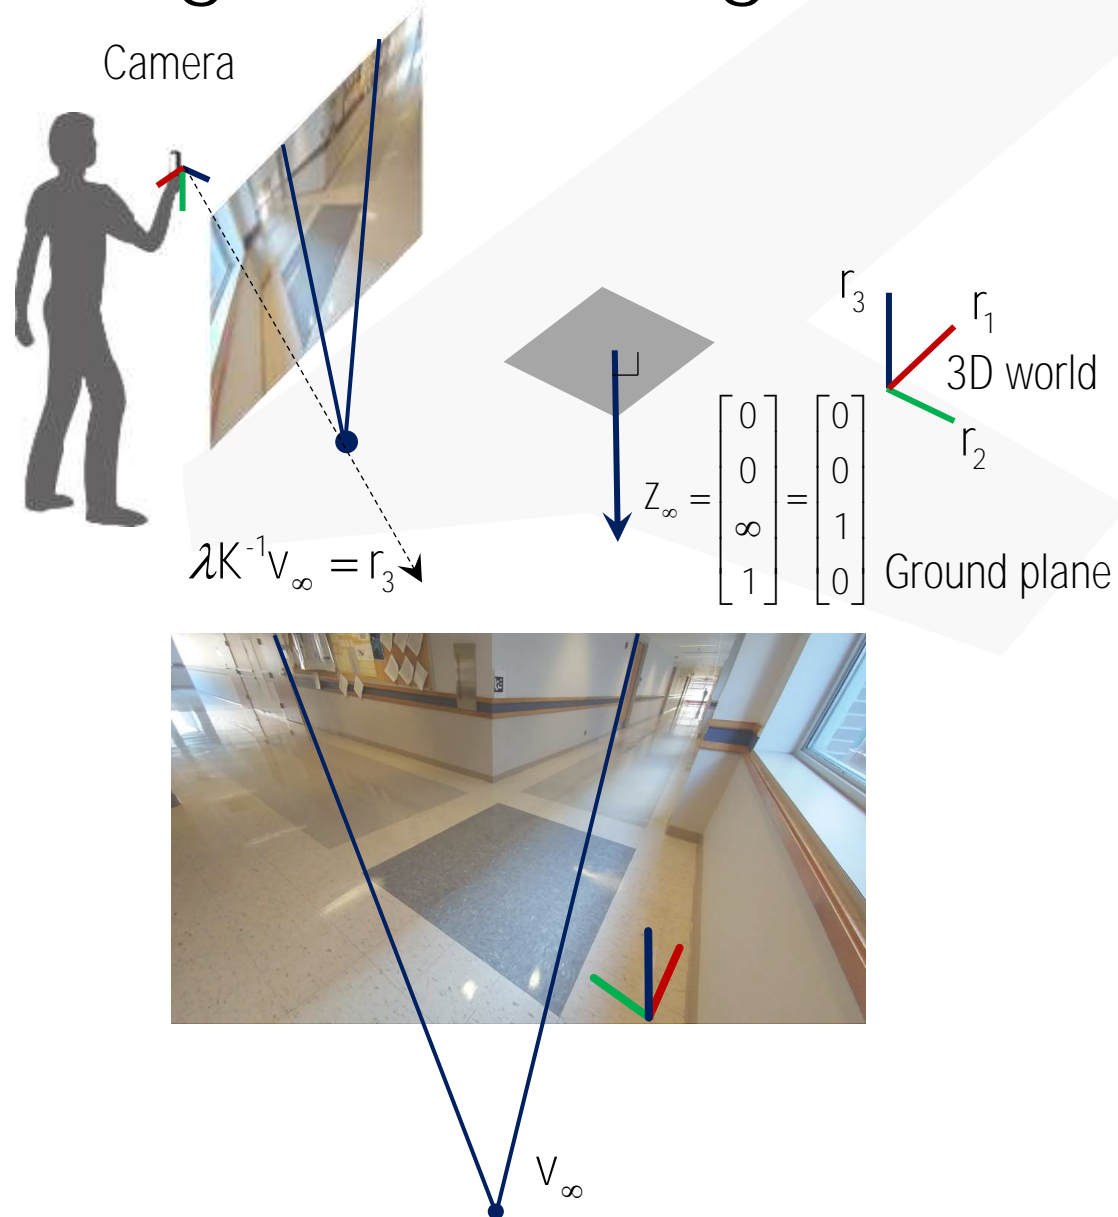 Camera
r₃
r₁
3D world
r₂
Z∞ = [0 0 ∞ 1] = [0 0 1 0]
λK⁻¹v∞ = r₃
Ground plane
v∞